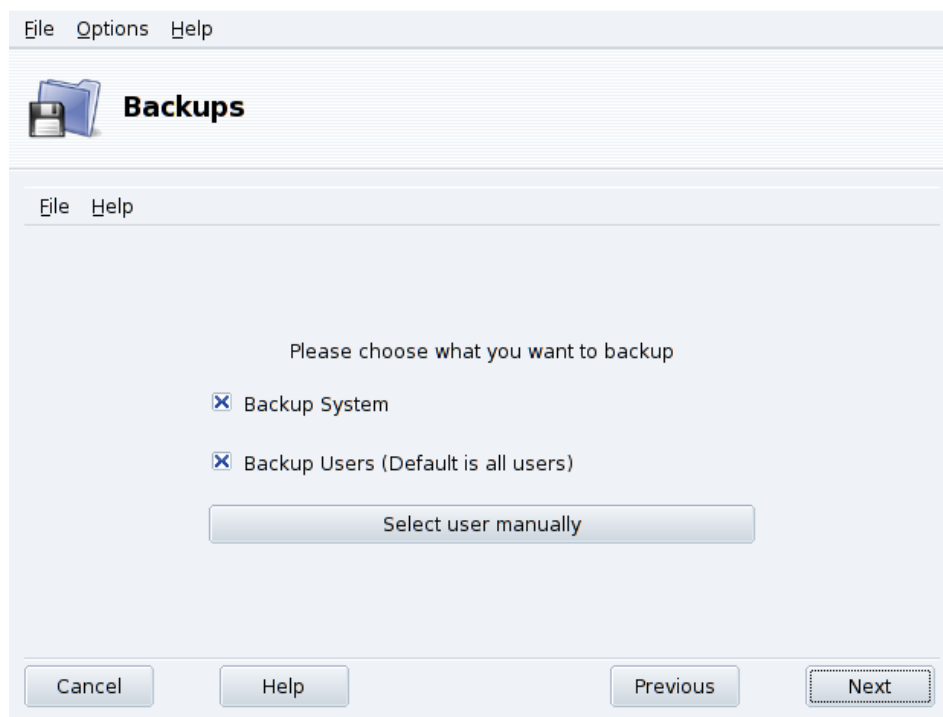 File Options Help
Backups
File Help
Please choose what you want to backup
Backup System
Backup Users (Default is all users)
Select user manually
Cancel Help Previous Next